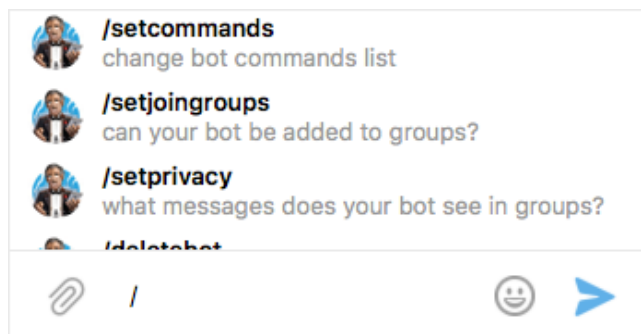 /setcommands
change bot commands list
/setjoingroups
can your bot be added to groups?
/setprivacy
what messages does your bot see in groups?
/deletebot
/